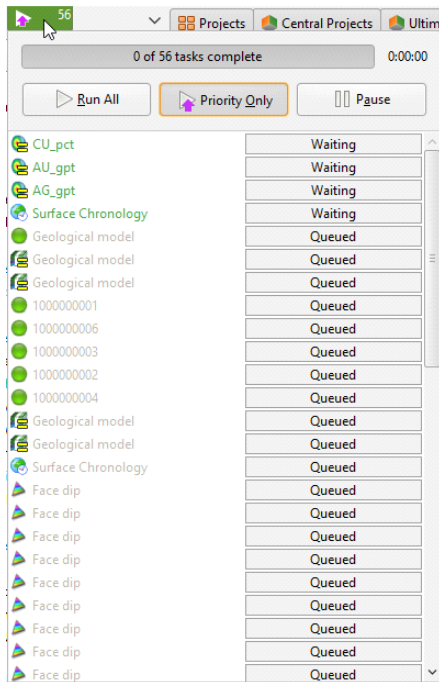 56 Projects Central Projects Ultim
0 of 56 tasks complete 0:00:00
Run All Priority Only Pause
CU_pct Waiting
AU_gpt Waiting
AG_gpt Waiting
Surface Chronology Waiting
Geological model Queued
Geological model Queued
Geological model Queued
1000000001 Queued
1000000006 Queued
1000000003 Queued
1000000002 Queued
1000000004 Queued
Geological model Queued
Geological model Queued
Surface Chronology Queued
Face dip Queued
Face dip Queued
Face dip Queued
Face dip Queued
Face dip Queued
Face dip Queued
Face dip Queued
Face dip Queued
Face dip Queued